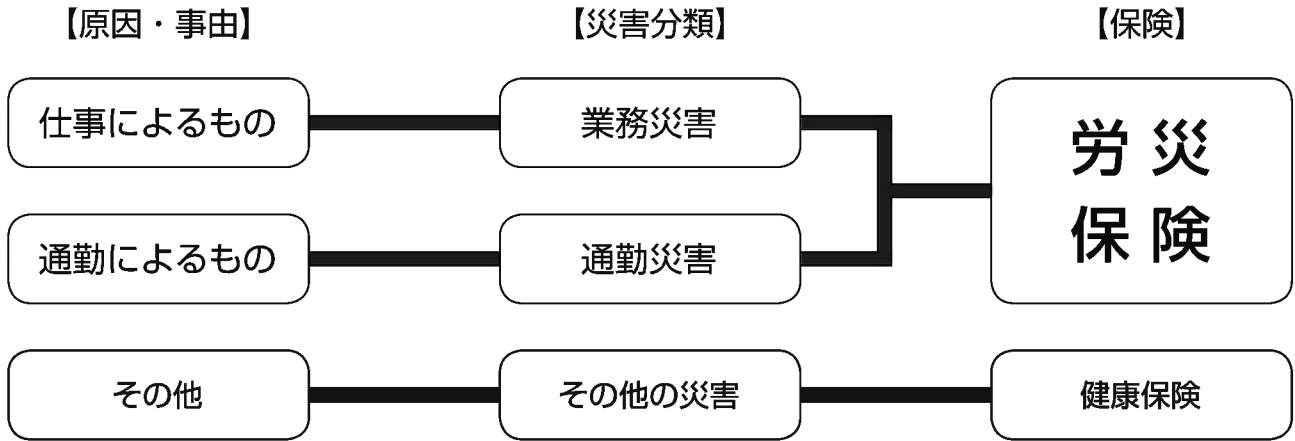 【原因・事由】
【災害分類】
【保険】
仕事によるもの
業務災害
労災
保険
通勤によるもの
通勤災害
その他
その他の災害
健康保険